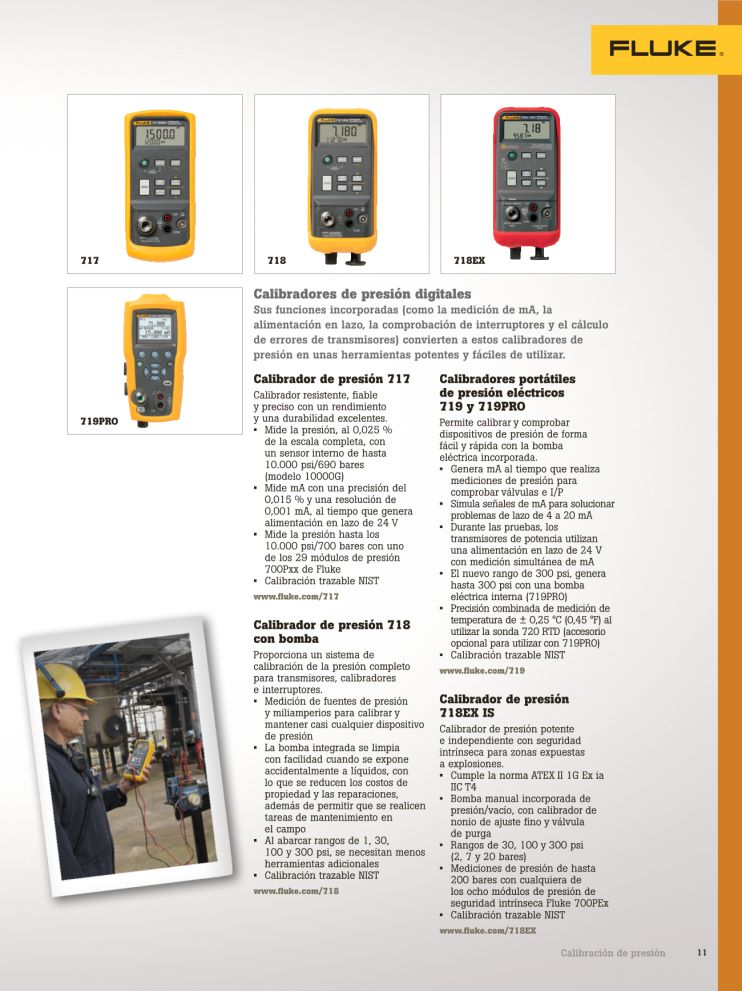 FLUKE®
717
718
718EX
719PRO
Calibradores de presión digitales
Sus funciones incorporadas (como la medición de mA, la
alimentación en lazo, la comprobación de interruptores y el cálculo
de errores de transmisores) convierten a estos calibradores de
presión en unas herramientas potentes y fáciles de utilizar.
Calibrador de presión 717
Calibrador resistente, fiable
y preciso con un rendimiento
y una durabilidad excelentes.
▪ Mide la presión, al 0,025 %
de la escala completa, con
un sensor interno de hasta
10.000 psi/690 bares
(modelo 10000G)
▪ Mide mA con una precisión del
0,015 % y una resolución de
0,001 mA, al tiempo que genera
alimentación en lazo de 24 V
▪ Mide la presión hasta los
10.000 psi/700 bares con uno
de los 29 módulos de presión
700Pxx de Fluke
▪ Calibración trazable NIST
www.fluke.com/717
Calibrador de presión 718
con bomba
Proporciona un sistema de
calibración de la presión completo
para transmisores, calibradores
e interruptores.
▪ Medición de fuentes de presión
y miliamperios para calibrar y
mantener casi cualquier dispositivo
de presión
▪ La bomba integrada se limpia
con facilidad cuando se expone
accidentalmente a líquidos, con
lo que se reducen los costos de
propiedad y las reparaciones,
además de permitir que se realicen
tareas de mantenimiento en
el campo
▪ Al abarcar rangos de 1, 30,
100 y 300 psi, se necesitan menos
herramientas adicionales
▪ Calibración trazable NIST
www.fluke.com/718
Calibradores portátiles
de presión eléctricos
719 y 719PRO
Permite calibrar y comprobar
dispositivos de presión de forma
fácil y rápida con la bomba
eléctrica incorporada.
▪ Genera mA al tiempo que realiza
mediciones de presión para
comprobar válvulas e I/P
▪ Simula señales de mA para solucionar
problemas de lazo de 4 a 20 mA
▪ Durante las pruebas, los
transmisores de potencia utilizan
una alimentación en lazo de 24 V
con medición simultánea de mA
▪ El nuevo rango de 300 psi, genera
hasta 300 psi con una bomba
eléctrica interna (719PRO)
▪ Precisión combinada de medición de
temperatura de ± 0,25 °C (0,45 °F) al
utilizar la sonda 720 RTD (accesorio
opcional para utilizar con 719PRO)
▪ Calibración trazable NIST
www.fluke.com/719
Calibrador de presión
718EX IS
Calibrador de presión potente
e independiente con seguridad
intrínseca para zonas expuestas
a explosiones.
▪ Cumple la norma ATEX II 1G Ex ia
IIC T4
▪ Bomba manual incorporada de
presión/vacío, con calibrador de
nonio de ajuste fino y válvula
de purga
▪ Rangos de 30, 100 y 300 psi
(2, 7 y 20 bares)
▪ Mediciones de presión de hasta
200 bares con cualquiera de
los ocho módulos de presión de
seguridad intrínseca Fluke 700PEx
▪ Calibración trazable NIST
www.fluke.com/718EX
Calibración de presión 11